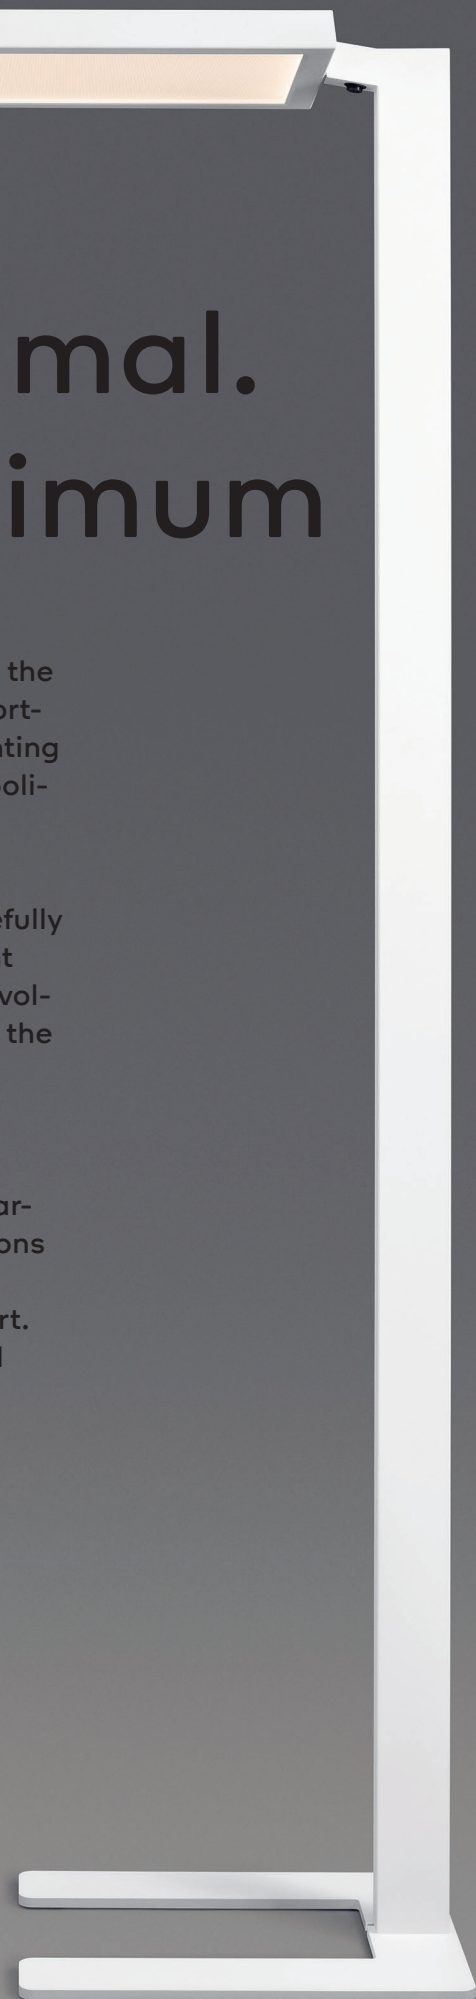 mal.
imum
the
ort-
ting
oli-
efully
t
vol-
the
ar-
ons
rt.